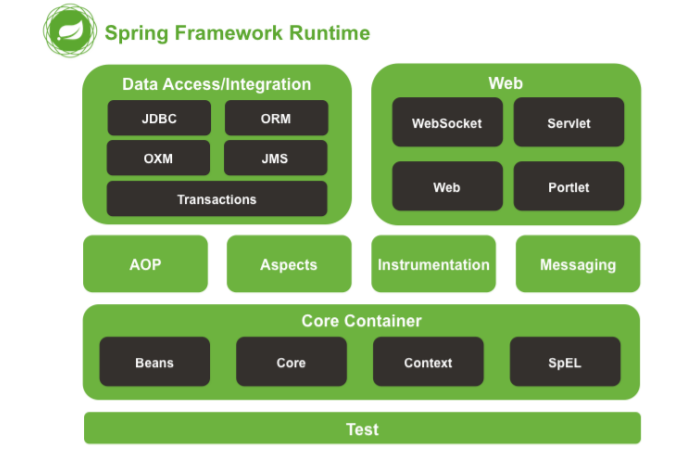 Spring Framework Runtime
Data Access/Integration
JDBC
ORM
OXM
JMS
Transactions
Web
WebSocket
Servlet
Web
Portlet
AOP
Aspects
Instrumentation
Messaging
Core Container
Beans
Core
Context
SpEL
Test